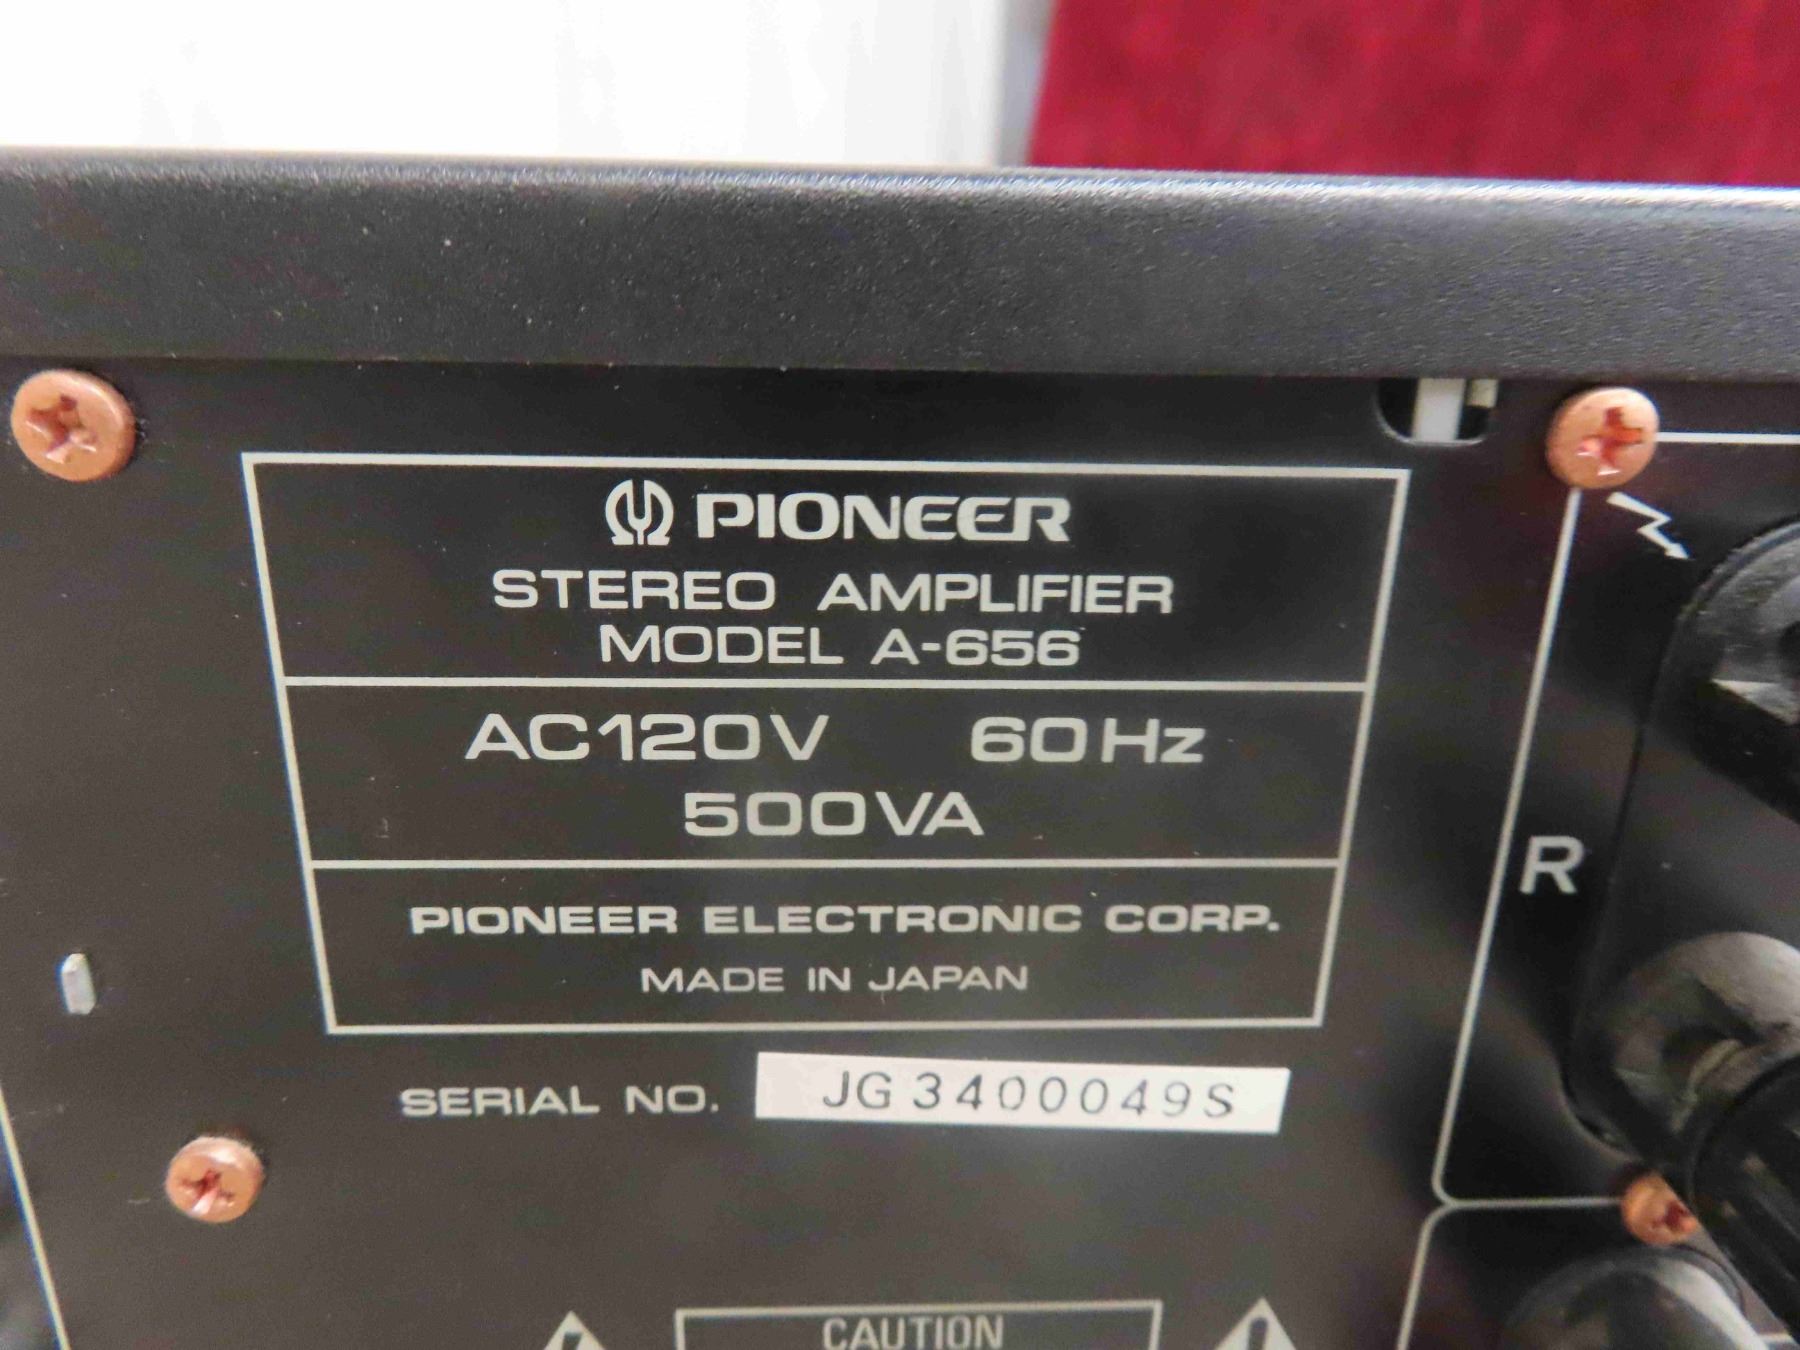 PIONEER
STEREO AMPLIFIER
MODEL A-656
AC120V 60Hz
500VA
PIONEER ELECTRONIC CORP.
MADE IN JAPAN
SERIAL NO. JG3400049S
R
CAUTION